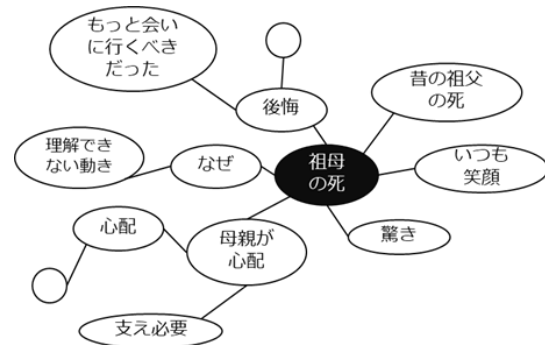 もっと会い
に行くべき
だった
後悔
昔の祖父
の死
理解でき
ない動き
なぜ
祖母
の死
いつも
笑顔
心配
母親が
心配
驚き
支え必要